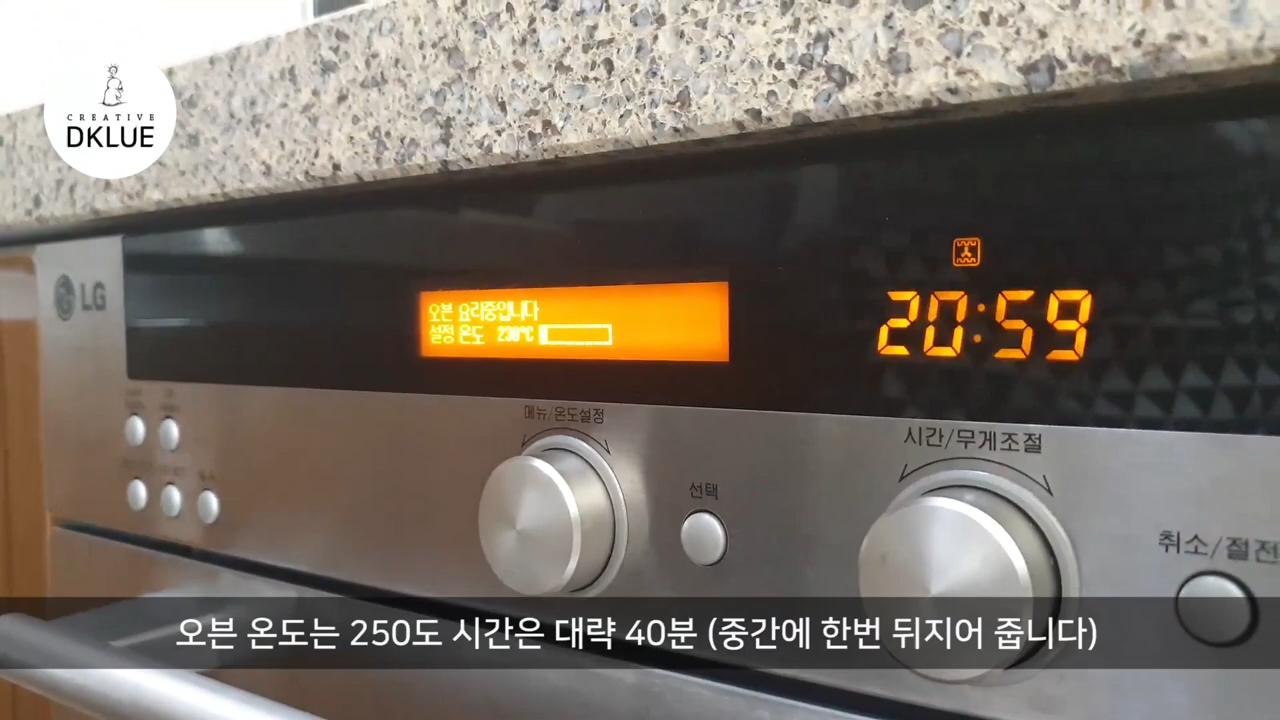 CREATIVE
DKLUE
LG
오븐 요리중입니다
설정 온도 230℃
20:59
메뉴/온도설정
선택
시간/무게조절
취소/절전
오븐 온도는 250도 시간은 대략 40분 (중간에 한번 뒤지어 줍니다)